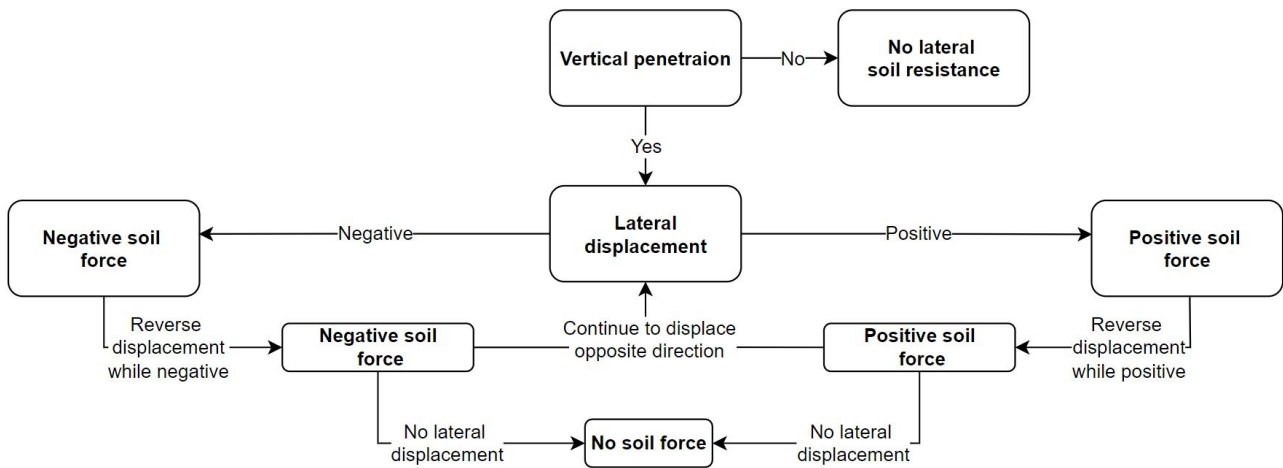 Vertical penetraion
No
No lateral
soil resistance
Yes
Negative soil
force
Negative
Lateral
displacement
Positive
Positive soil
force
Reverse
displacement
while negative
Negative soil
force
Continue to displace
opposite direction
Positive soil
force
Reverse
displacement
while positive
No lateral
displacement
No soil force
No lateral
displacement